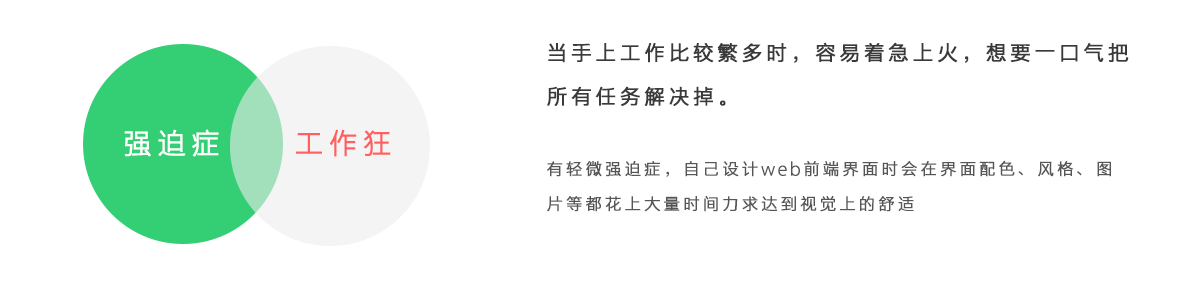 强迫症
工作狂
当手上工作比较繁多时，容易着急上火，想要一口气把
所有任务解决掉。
有轻微强迫症，自己设计web前端界面时会在界面配色、风格、图
片等都花上大量时间力求达到视觉上的舒适